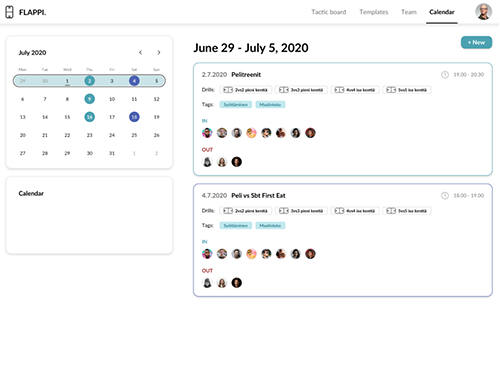 FLAPPI.
Tactic board Templates Team Calendar
July 2020
Mon Tue Wed Thu Fri Sat Sun
29 30 1 2 3 4 5
6 7 8 9 10 11 12
13 14 15 16 17 18 19
20 21 22 23 24 25 26
27 28 29 30 31 1 2
Calendar
June 29 - July 5, 2020
+ New
2.7.2020 Pelitreenit 19:00 - 20:30
Drills: 2vs2 pieni kenttä 3vs3 pieni kenttä 4vs4 iso kenttä 5vs5 iso kenttä
Tags: Syöttäminen Muodostelu
IN
OUT
4.7.2020 Peli vs Sbt First Eat 18:00 - 19:00
Drills: 2vs2 pieni kenttä 3vs3 pieni kenttä 4vs4 iso kenttä 5vs5 iso kenttä
Tags: Syöttäminen
IN
OUT